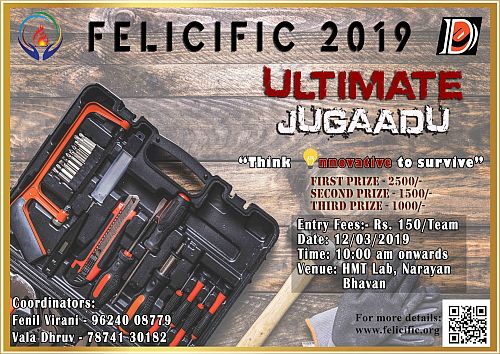 FELICIFIC 2019
DE
ULTIMATE
JUGAADU
"Think innovative to survive"
FIRST PRIZE - 2500/-
SECOND PRIZE - 1500/-
THIRD PRIZE - 1000/-
Entry Fees:- Rs. 150/Team
Date: 12/03/2019
Time: 10:00 am onwards
Venue: HMT Lab, Narayan
Bhavan
Coordinators:
Fenil Virani - 96240 08779
Vala Dhruv - 78741 30182
For more details:
www.felicific.org